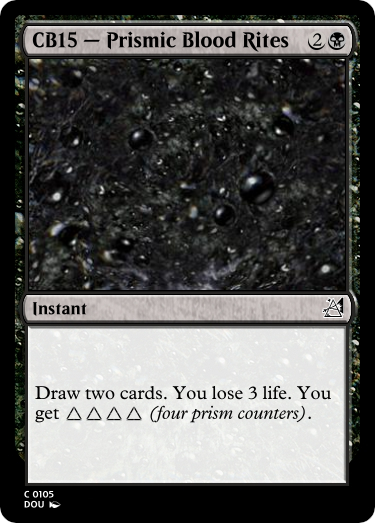 CB15 — Prismic Blood Rites 2
Instant
Draw two cards. You lose 3 life. You
get △ △ △ △ (four prism counters).
C 0105
DOU